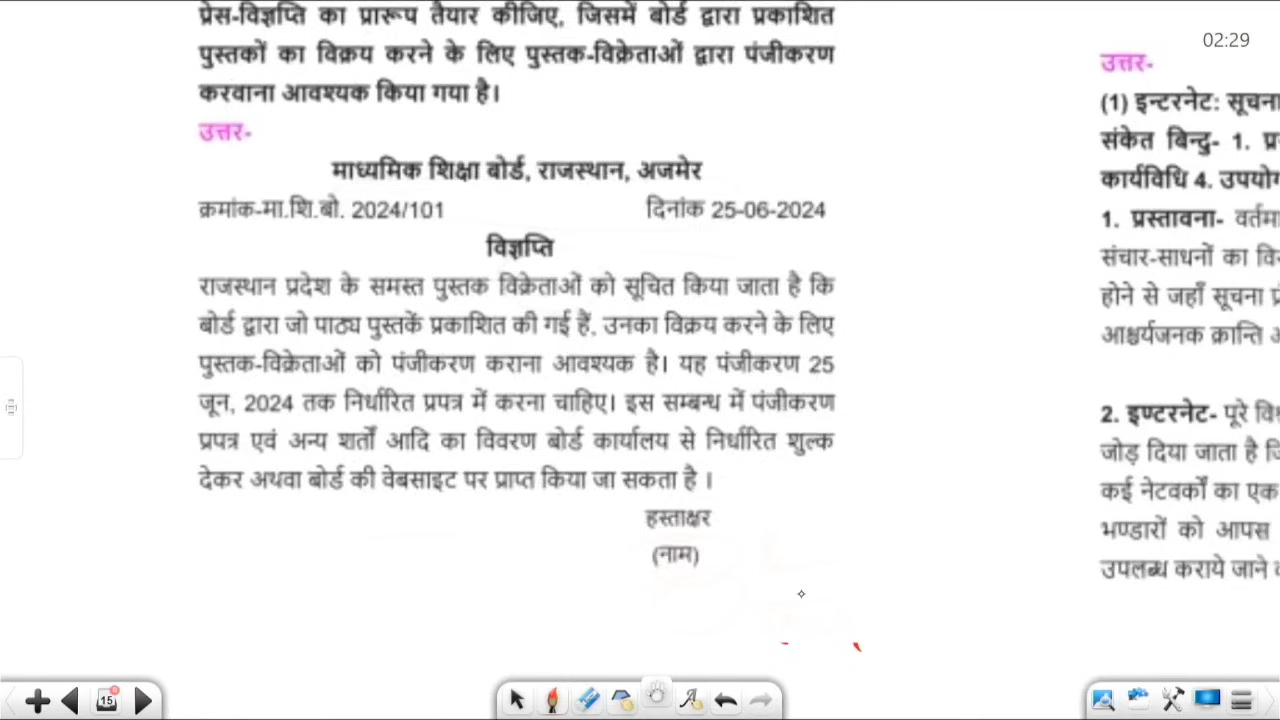 प्रेस-विज्ञप्ति का प्रारूप तैयार कीजिए, जिसमें बोर्ड द्वारा प्रकाशित
पुस्तकों का विक्रय करने के लिए पुस्तक-विक्रेताओं द्वारा पंजीकरण
करवाना आवश्यक किया गया है।
उत्तर-
माध्यमिक शिक्षा बोर्ड, राजस्थान, अजमेर
क्रमांक-मा.शि.बो. 2024/101 दिनांक 25-06-2024
विज्ञप्ति
राजस्थान प्रदेश के समस्त पुस्तक विक्रेताओं को सूचित किया जाता है कि
बोर्ड द्वारा जो पाठ्य पुस्तकें प्रकाशित की गई हैं, उनका विक्रय करने के लिए
पुस्तक-विक्रेताओं को पंजीकरण कराना आवश्यक है। यह पंजीकरण 25
जून, 2024 तक निर्धारित प्रपत्र में करना चाहिए। इस सम्बन्ध में पंजीकरण
प्रपत्र एवं अन्य शर्तों आदि का विवरण बोर्ड कार्यालय से निर्धारित शुल्क
देकर अथवा बोर्ड की वेबसाइट पर प्राप्त किया जा सकता है ।
हस्ताक्षर
(नाम)
02:29
उत्तर-
(1) इन्टरनेट: सूचना
संकेत बिन्दु- 1.
कार्यविधि 4.
1. प्रस्तावना-
संचार-साधनों का
होने से जहाँ सूचना
आश्चर्यजनक क्रान्ति
2. इण्टरनेट- पूरे
जोड़ दिया जाता है
कई नेटवर्कों का एक
भण्डारों को आपस
उपलब्ध कराये जाने
15